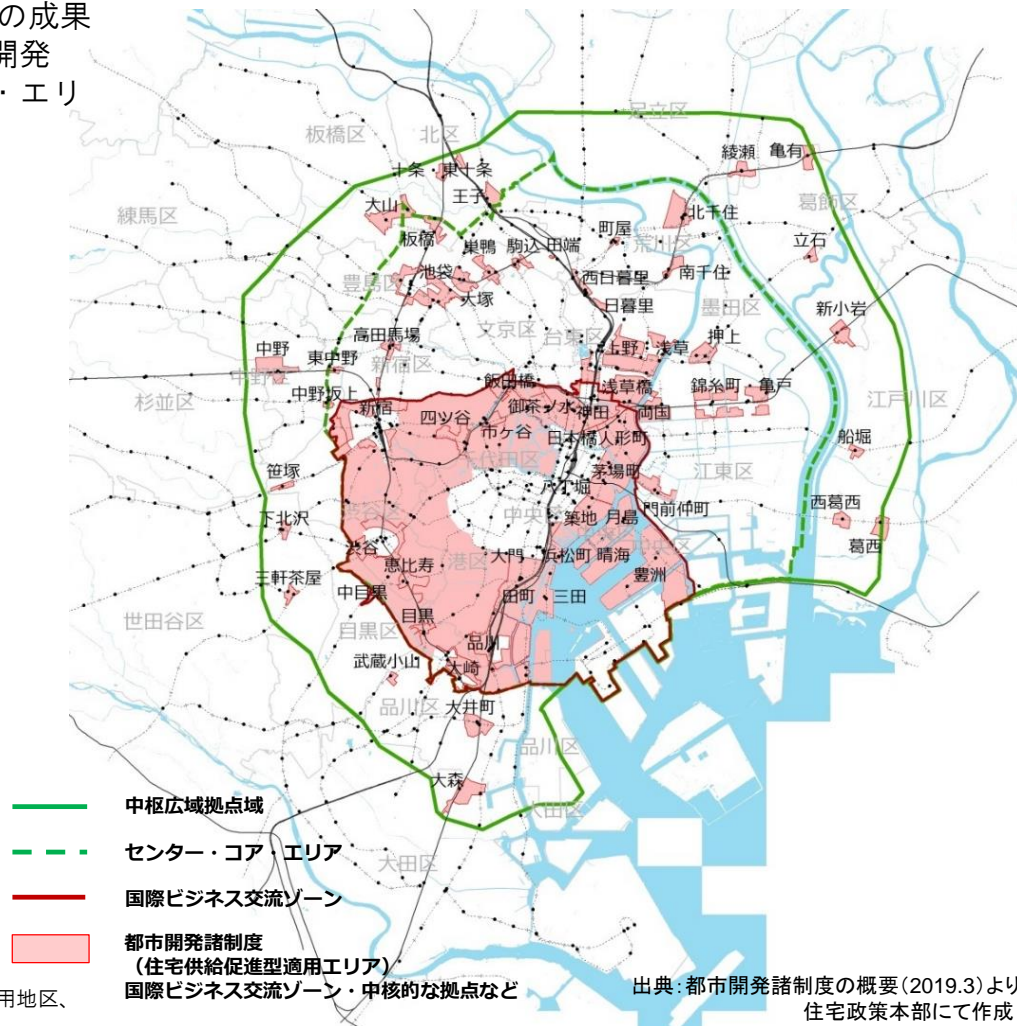 の成果
開発
・エリ
足立区
板橋区
北区
綾瀬
亀有
十条
東十条
王子
葛飾区
練馬区
大山
北千住
板橋
巣鴨
駒込
田端
町屋
荒川区
立石
豊島区
池袋
西日暮里
南千住
大塚
日暮里
墨田区
新小岩
文京区
台東区
高田馬場
上野
浅草
押上
中野
東中野
新宿区
中野区
飯田橋
浅草橋
錦糸町
亀戸
杉並区
中野坂上
新宿
四ツ谷
御茶ノ水
神田
両国
江戸川区
市ヶ谷
日本橋
人形町
船堀
千代田区
江東区
笹塚
茅場町
八丁堀
渋谷区
中央区
築地
月島
門前仲町
西葛西
下北沢
葛西
渋谷
港区
大門
浜松町
晴海
中央区
恵比寿
豊洲
三軒茶屋
中目黒
田町
三田
世田谷区
目黒区
目黒
品川
武蔵小山
大崎
品川区
大井町
品川区
大森
大田区
大田区
中枢広域拠点域
センター・コア・エリア
国際ビジネス交流ゾーン
都市開発諸制度
（住宅供給促進型適用エリア）
国際ビジネス交流ゾーン・中核的な拠点など
用地区、
出典：都市開発諸制度の概要(2019.3)より
住宅政策本部にて作成